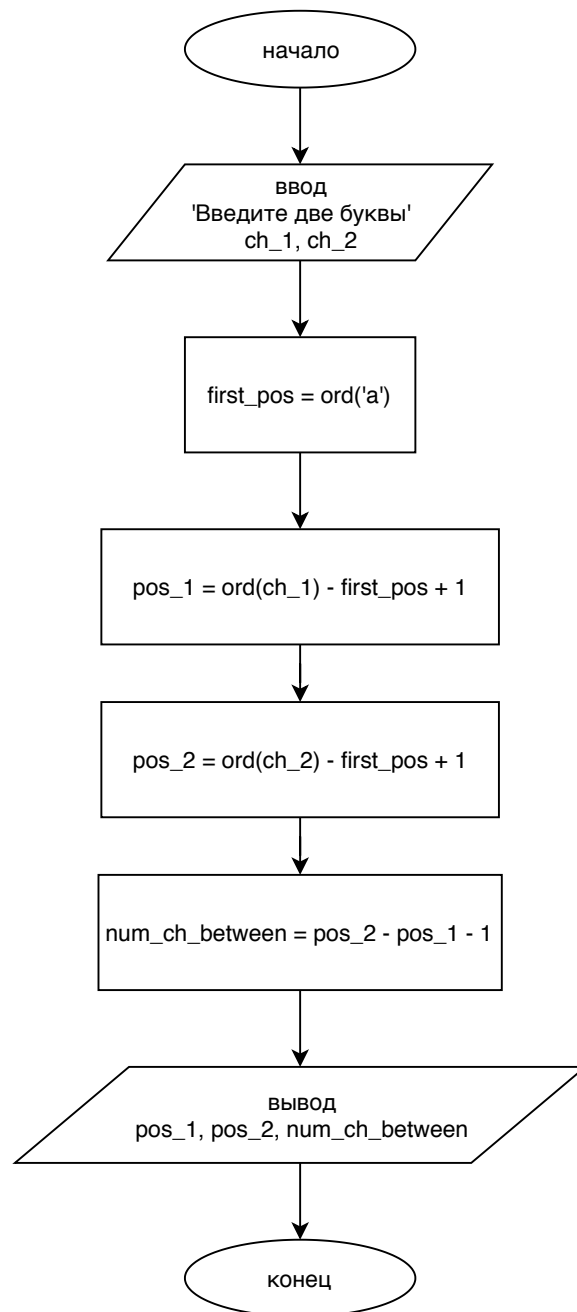 начало
ввод
'Введите две буквы'
ch_1, ch_2
first_pos = ord('a')
pos_1 = ord(ch_1) - first_pos + 1
pos_2 = ord(ch_2) - first_pos + 1
num_ch_between = pos_2 - pos_1 - 1
вывод
pos_1, pos_2, num_ch_between
конец